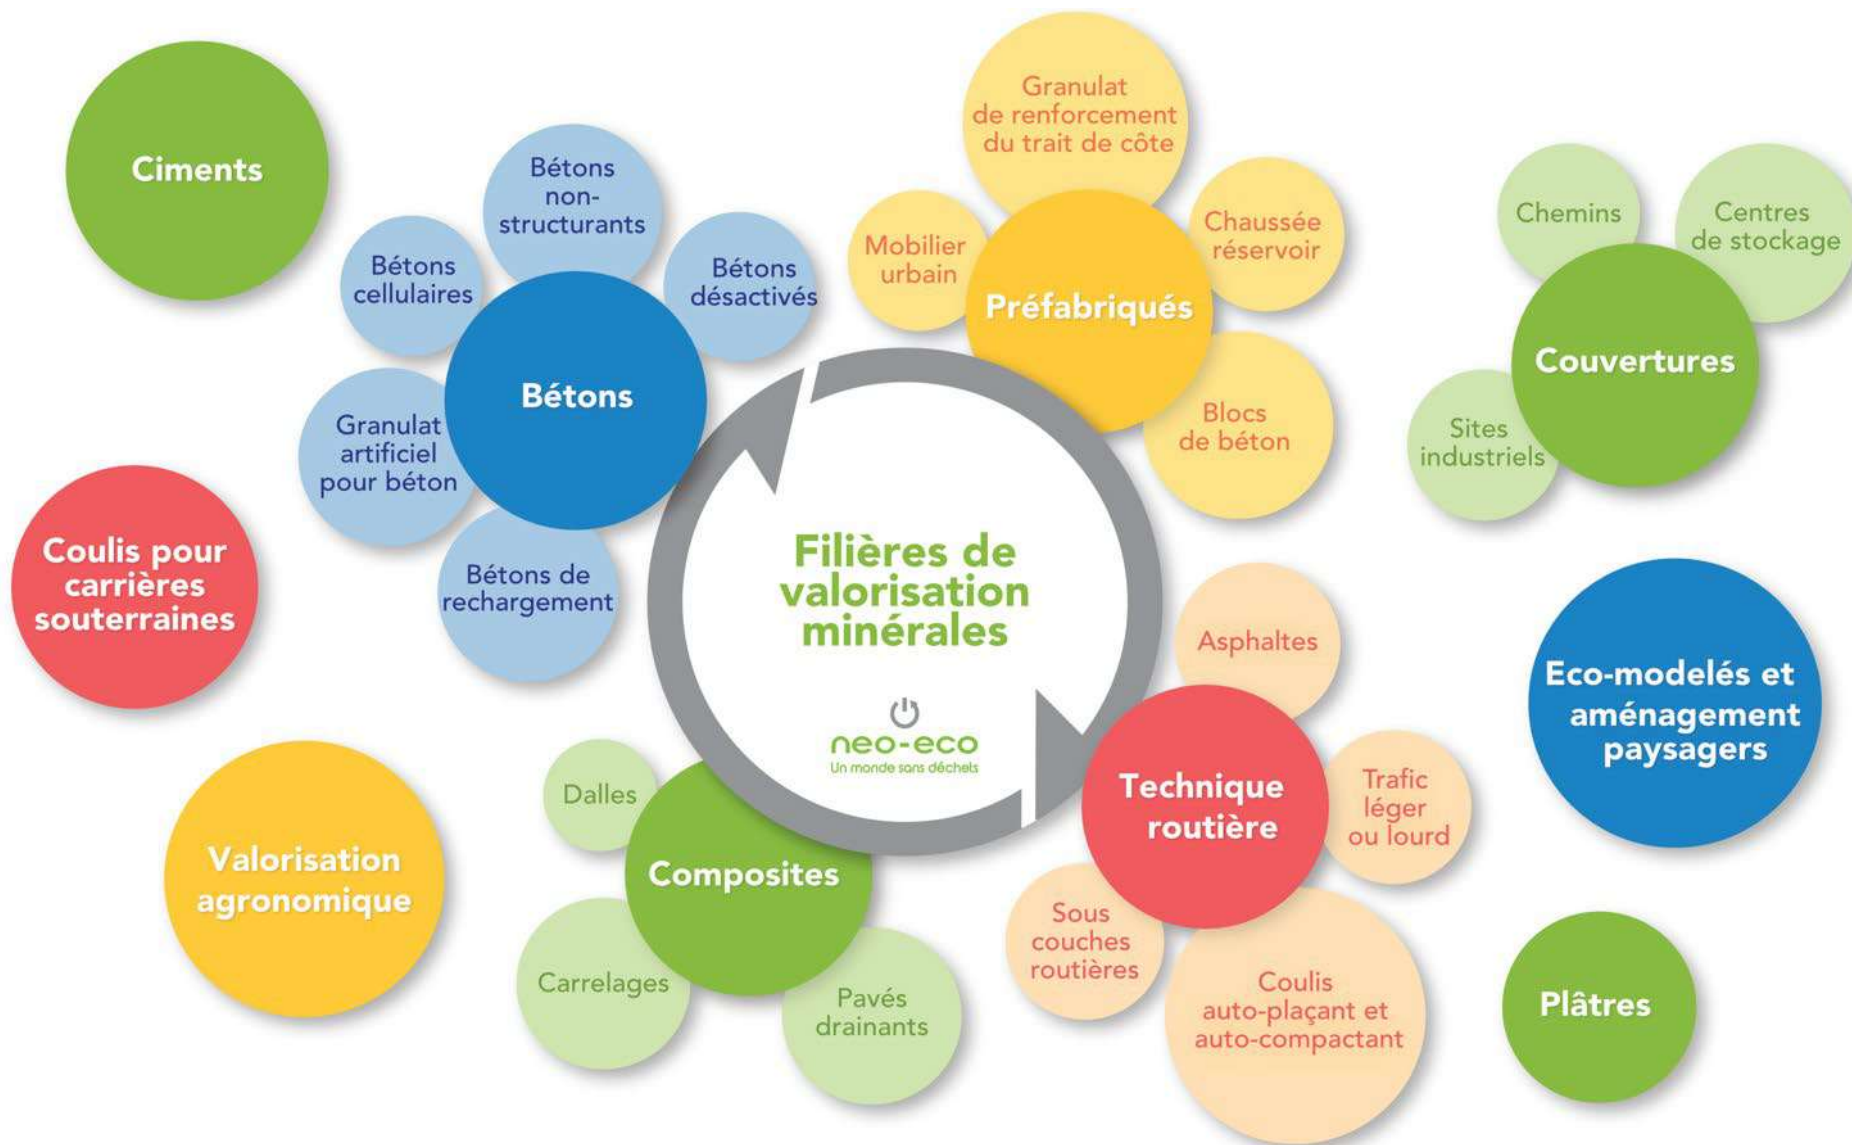 Ciments
Bétons
non-
structurants
Bétons
cellulaires
Bétons
désactivés
Bétons
Granulat
artificiel
pour béton
Bétons de
rechargement
Granulat
de renforcement
du trait de côte
Mobilier
urbain
Chaussée
réservoir
Préfabriqués
Blocs
de béton
Chemins
Centres
de stockage
Couvertures
Sites
industriels
Coulis pour
carrières
souterraines
Filières de
valorisation
minérales
neo-eco
Un monde sans déchets
Asphaltes
Technique
routière
Trafic
léger
ou lourd
Sous
couches
routières
Coulis
auto-plaçant et
auto-compactant
Eco-modelés et
aménagement
paysagers
Valorisation
agronomique
Dalles
Composites
Carrelages
Pavés
drainants
Plâtres